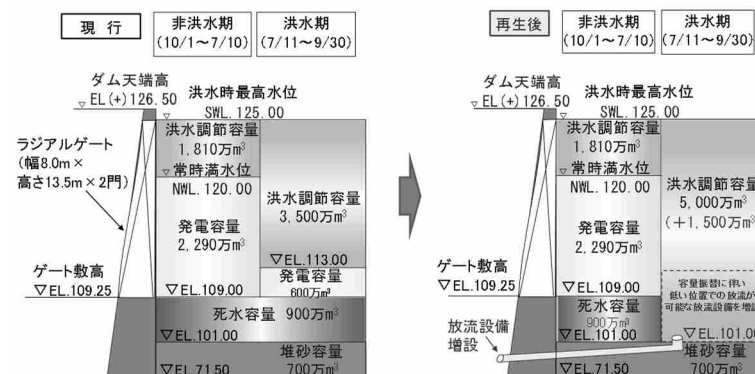 現行
非洪水期
(10/1～7/10)
洪水期
(7/11～9/30)
ダム天端高
▽EL(+)126.50
洪水時最高水位
▽ SWL.125.00
ラジアルゲート
(幅8.0m×
高さ13.5m×2門)
洪水調節容量
1,810万m³
▽常時満水位
NWL.120.00
洪水調節容量
3,500万m³
発電容量
2,290万m³
▽EL.113.00
発電容量
600万m³
ゲート敷高
▽EL.109.25
▽EL.109.00
死水容量 900万m³
▽EL.101.00
堆砂容量
700万m³
▽EL.71.50
再生後
非洪水期
(10/1～7/10)
洪水期
(7/11～9/30)
ダム天端高
▽EL(+)126.50
洪水時最高水位
▽ SWL.125.00
洪水調節容量
1,810万m³
▽常時満水位
NWL.120.00
洪水調節容量
5,000万m³
(+1,500万m³)
発電容量
2,290万m³
ゲート敷高
▽EL.109.25
▽EL.109.00
容量振替に伴い
低い位置での放流が
可能な放流設備を増設
死水容量
900万m³
▽EL.101.00
▽EL.101.00
放流設備
増設
堆砂容量
700万m³
▽EL.71.50